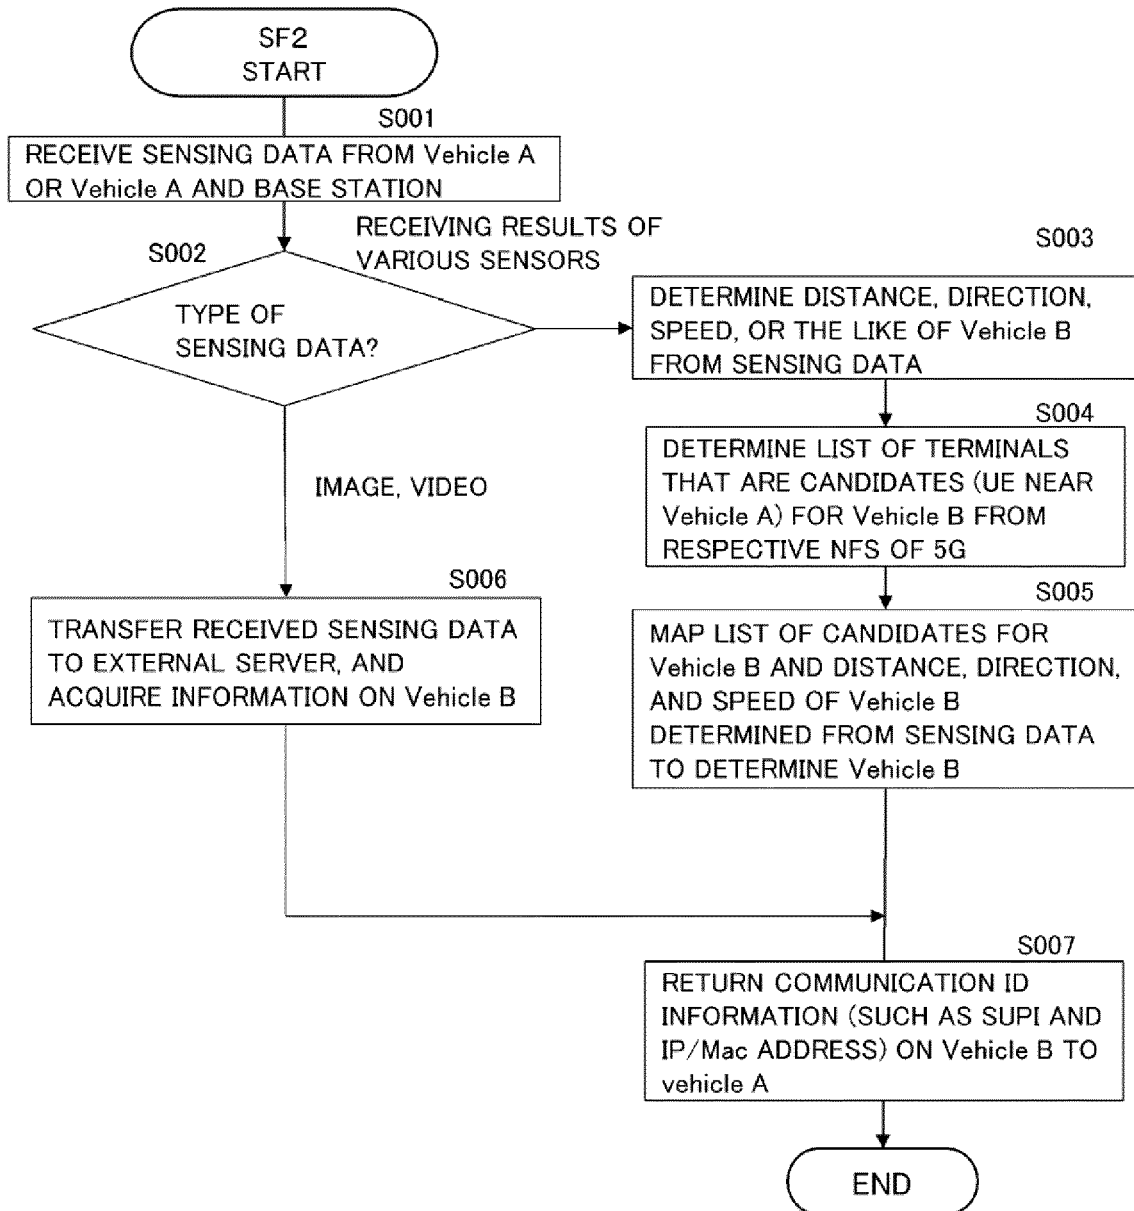 SF2
START
S001
RECEIVE SENSING DATA FROM Vehicle A
OR Vehicle A AND BASE STATION
RECEIVING RESULTS OF
VARIOUS SENSORS
S002
TYPE OF
SENSING DATA?
S003
DETERMINE DISTANCE, DIRECTION,
SPEED, OR THE LIKE OF Vehicle B
FROM SENSING DATA
S004
DETERMINE LIST OF TERMINALS
THAT ARE CANDIDATES (UE NEAR
Vehicle A) FOR Vehicle B FROM
RESPECTIVE NFS OF 5G
IMAGE, VIDEO
S006
TRANSFER RECEIVED SENSING DATA
TO EXTERNAL SERVER, AND
ACQUIRE INFORMATION ON Vehicle B
S005
MAP LIST OF CANDIDATES FOR
Vehicle B AND DISTANCE, DIRECTION,
AND SPEED OF Vehicle B
DETERMINED FROM SENSING DATA
TO DETERMINE Vehicle B
S007
RETURN COMMUNICATION ID
INFORMATION (SUCH AS SUPI AND
IP/Mac ADDRESS) ON Vehicle B TO
vehicle A
END